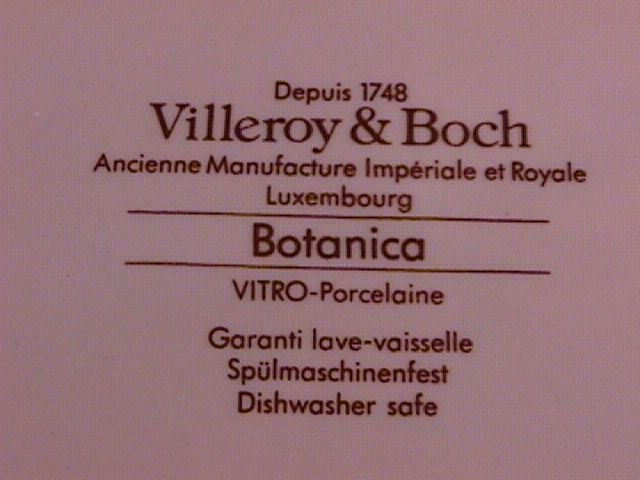 Depuis 1748
Villeroy & Boch
Ancienne Manufacture Impériale et Royale
Luxembourg
Botanica
VITRO-Porcelaine
Garanti lave-vaisselle
Spülmaschinenfest
Dishwasher safe